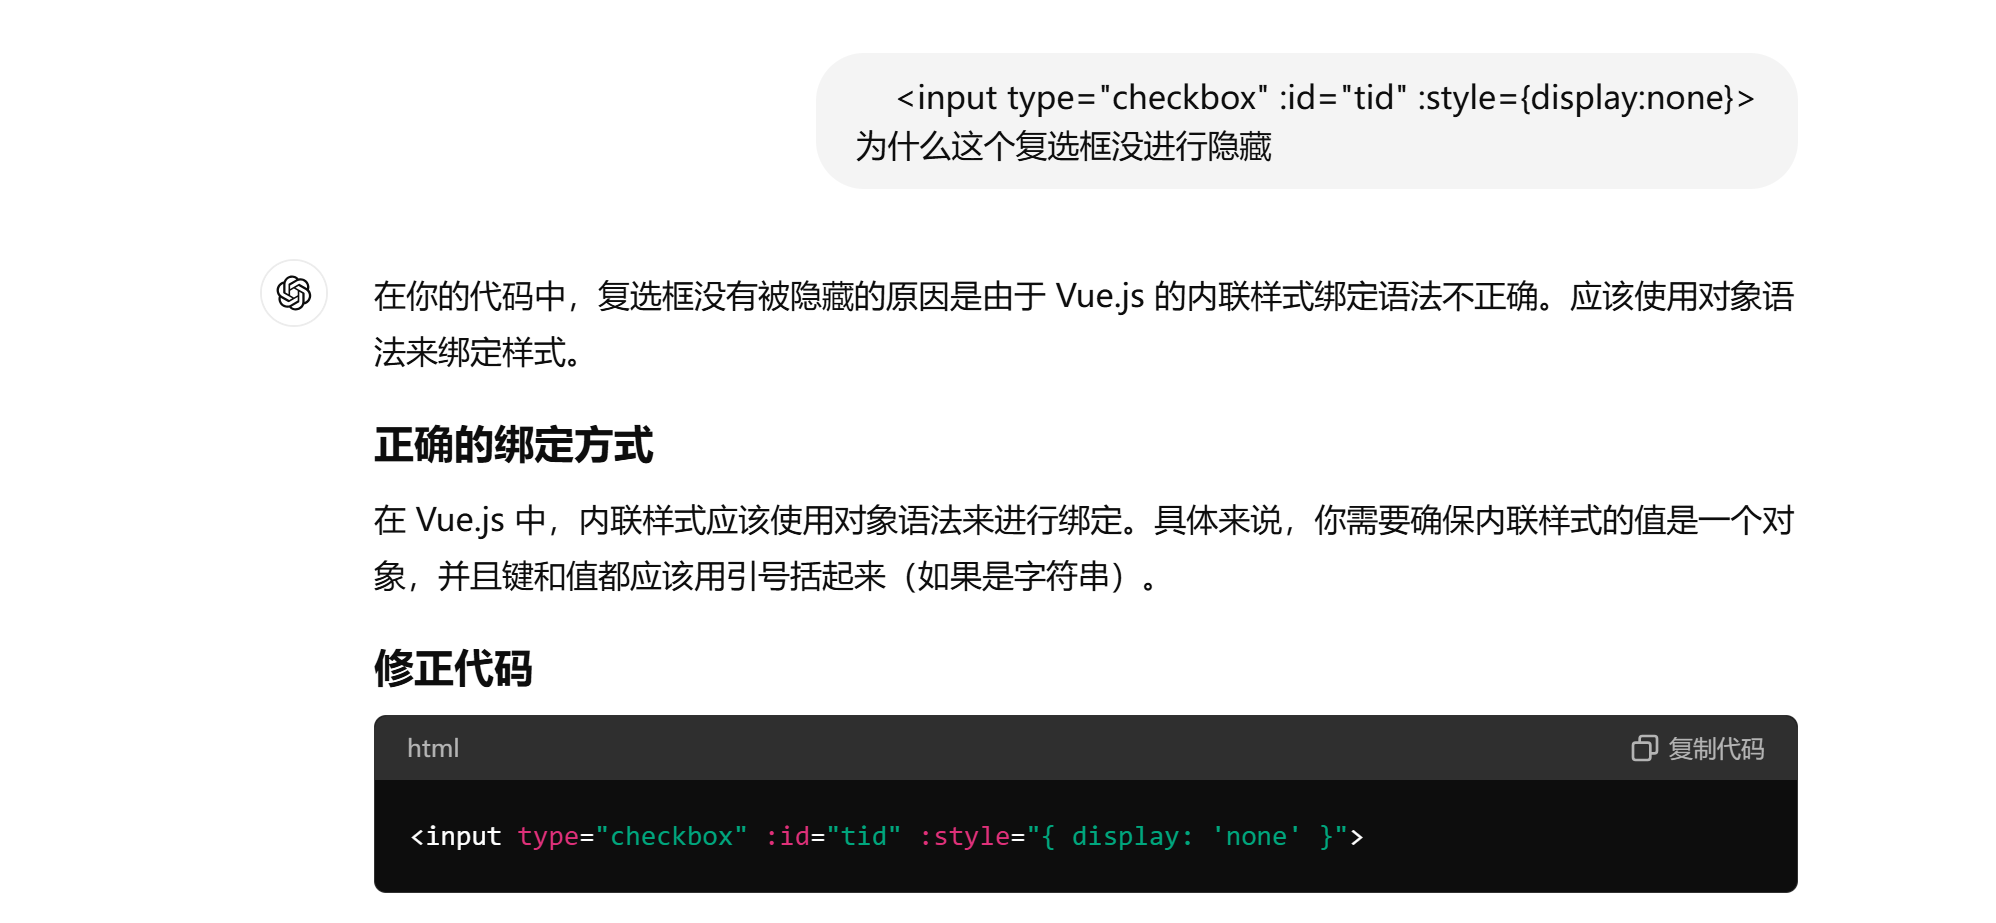 <input type="checkbox" :id="tid" :style={display:none}>
为什么这个复选框没进行隐藏
在你的代码中，复选框没有被隐藏的原因是由于 Vue.js 的内联样式绑定语法不正确。应该使用对象语
法来绑定样式。
正确的绑定方式
在 Vue.js 中，内联样式应该使用对象语法来进行绑定。具体来说，你需要确保内联样式的值是一个对
象，并且键和值都应该用引号括起来（如果是字符串）。
修正代码
html
复制代码
<input type="checkbox" :id="tid" :style="{ display: 'none' }">